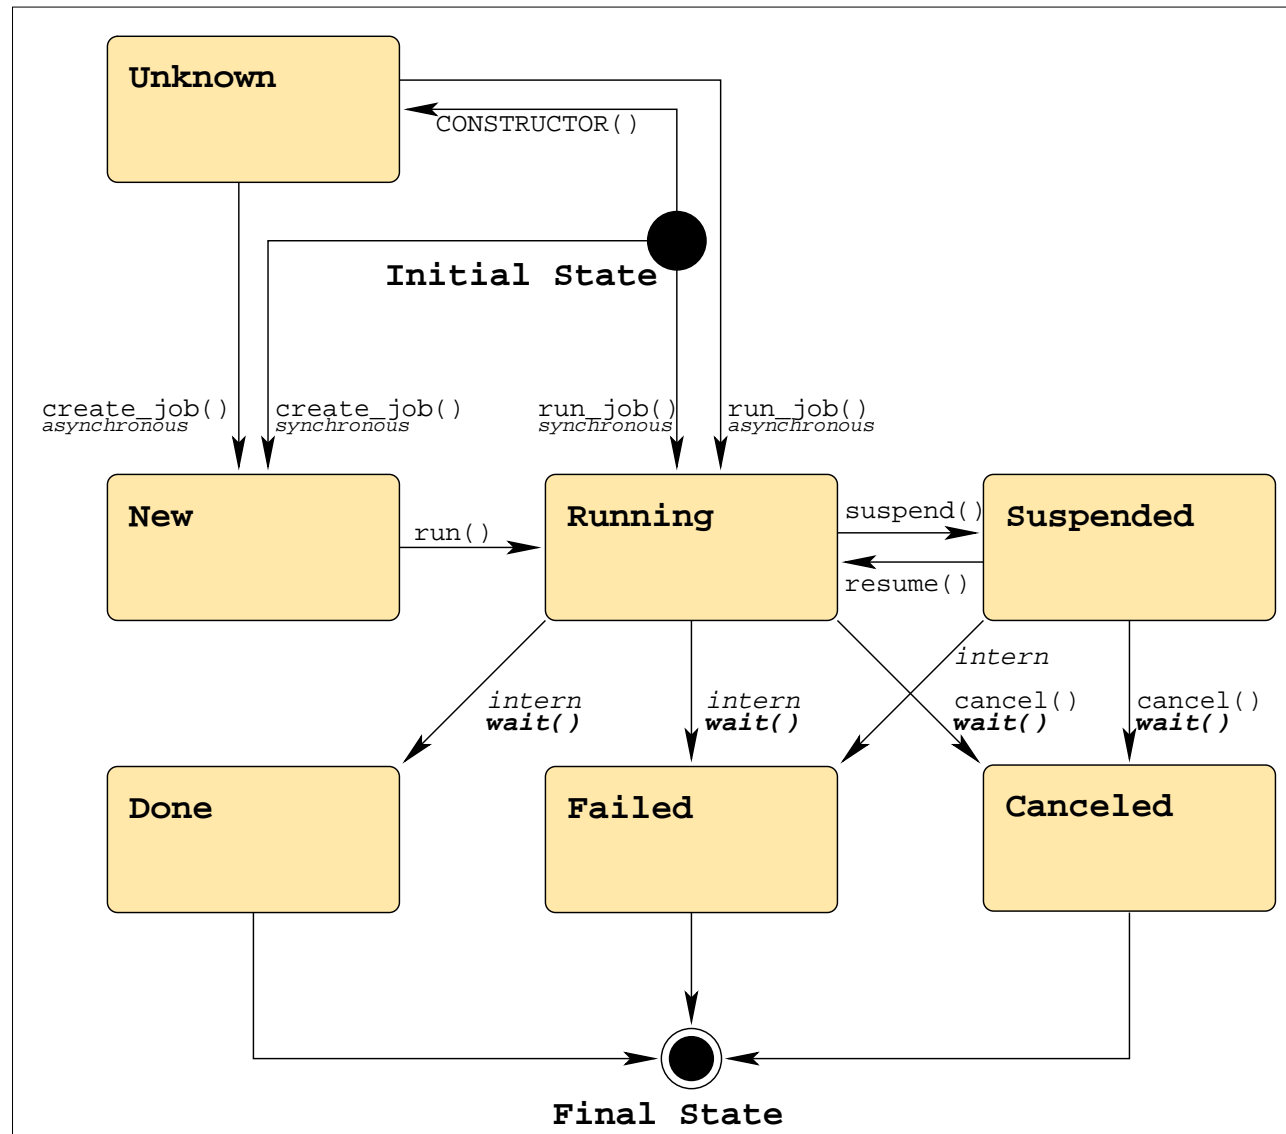 Unknown
CONSTRUCTOR()
Initial State
create_job()
asynchronous
create_job()
synchronous
run_job()
synchronous
run_job()
asynchronous
New
run()
Running
suspend()
resume()
Suspended
intern
wait()
intern
wait()
intern
cancel()
wait()
cancel()
wait()
Done
Failed
Canceled
Final State